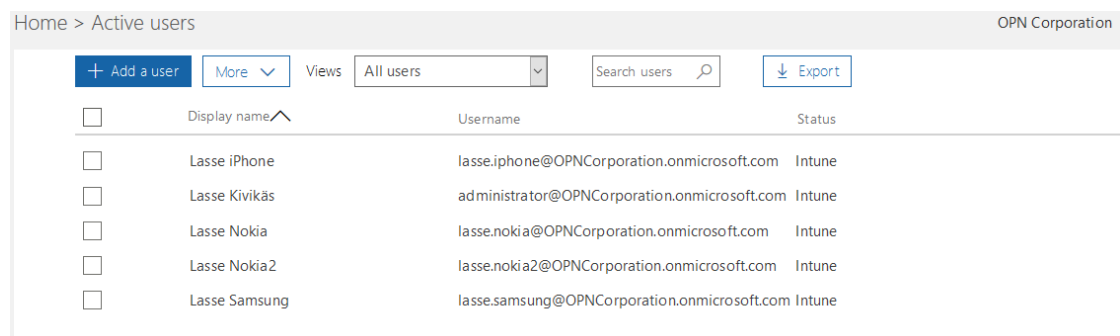 Home > Active users OPN Corporation
+ Add a user More Views All users Search users Export
Display name Username Status
Lasse iPhone lasse.iphone@OPNCorporation.onmicrosoft.com Intune
Lasse Kivikäs administrator@OPNCorporation.onmicrosoft.com Intune
Lasse Nokia lasse.nokia@OPNCorporation.onmicrosoft.com Intune
Lasse Nokia2 lasse.nokia2@OPNCorporation.onmicrosoft.com Intune
Lasse Samsung lasse.samsung@OPNCorporation.onmicrosoft.com Intune